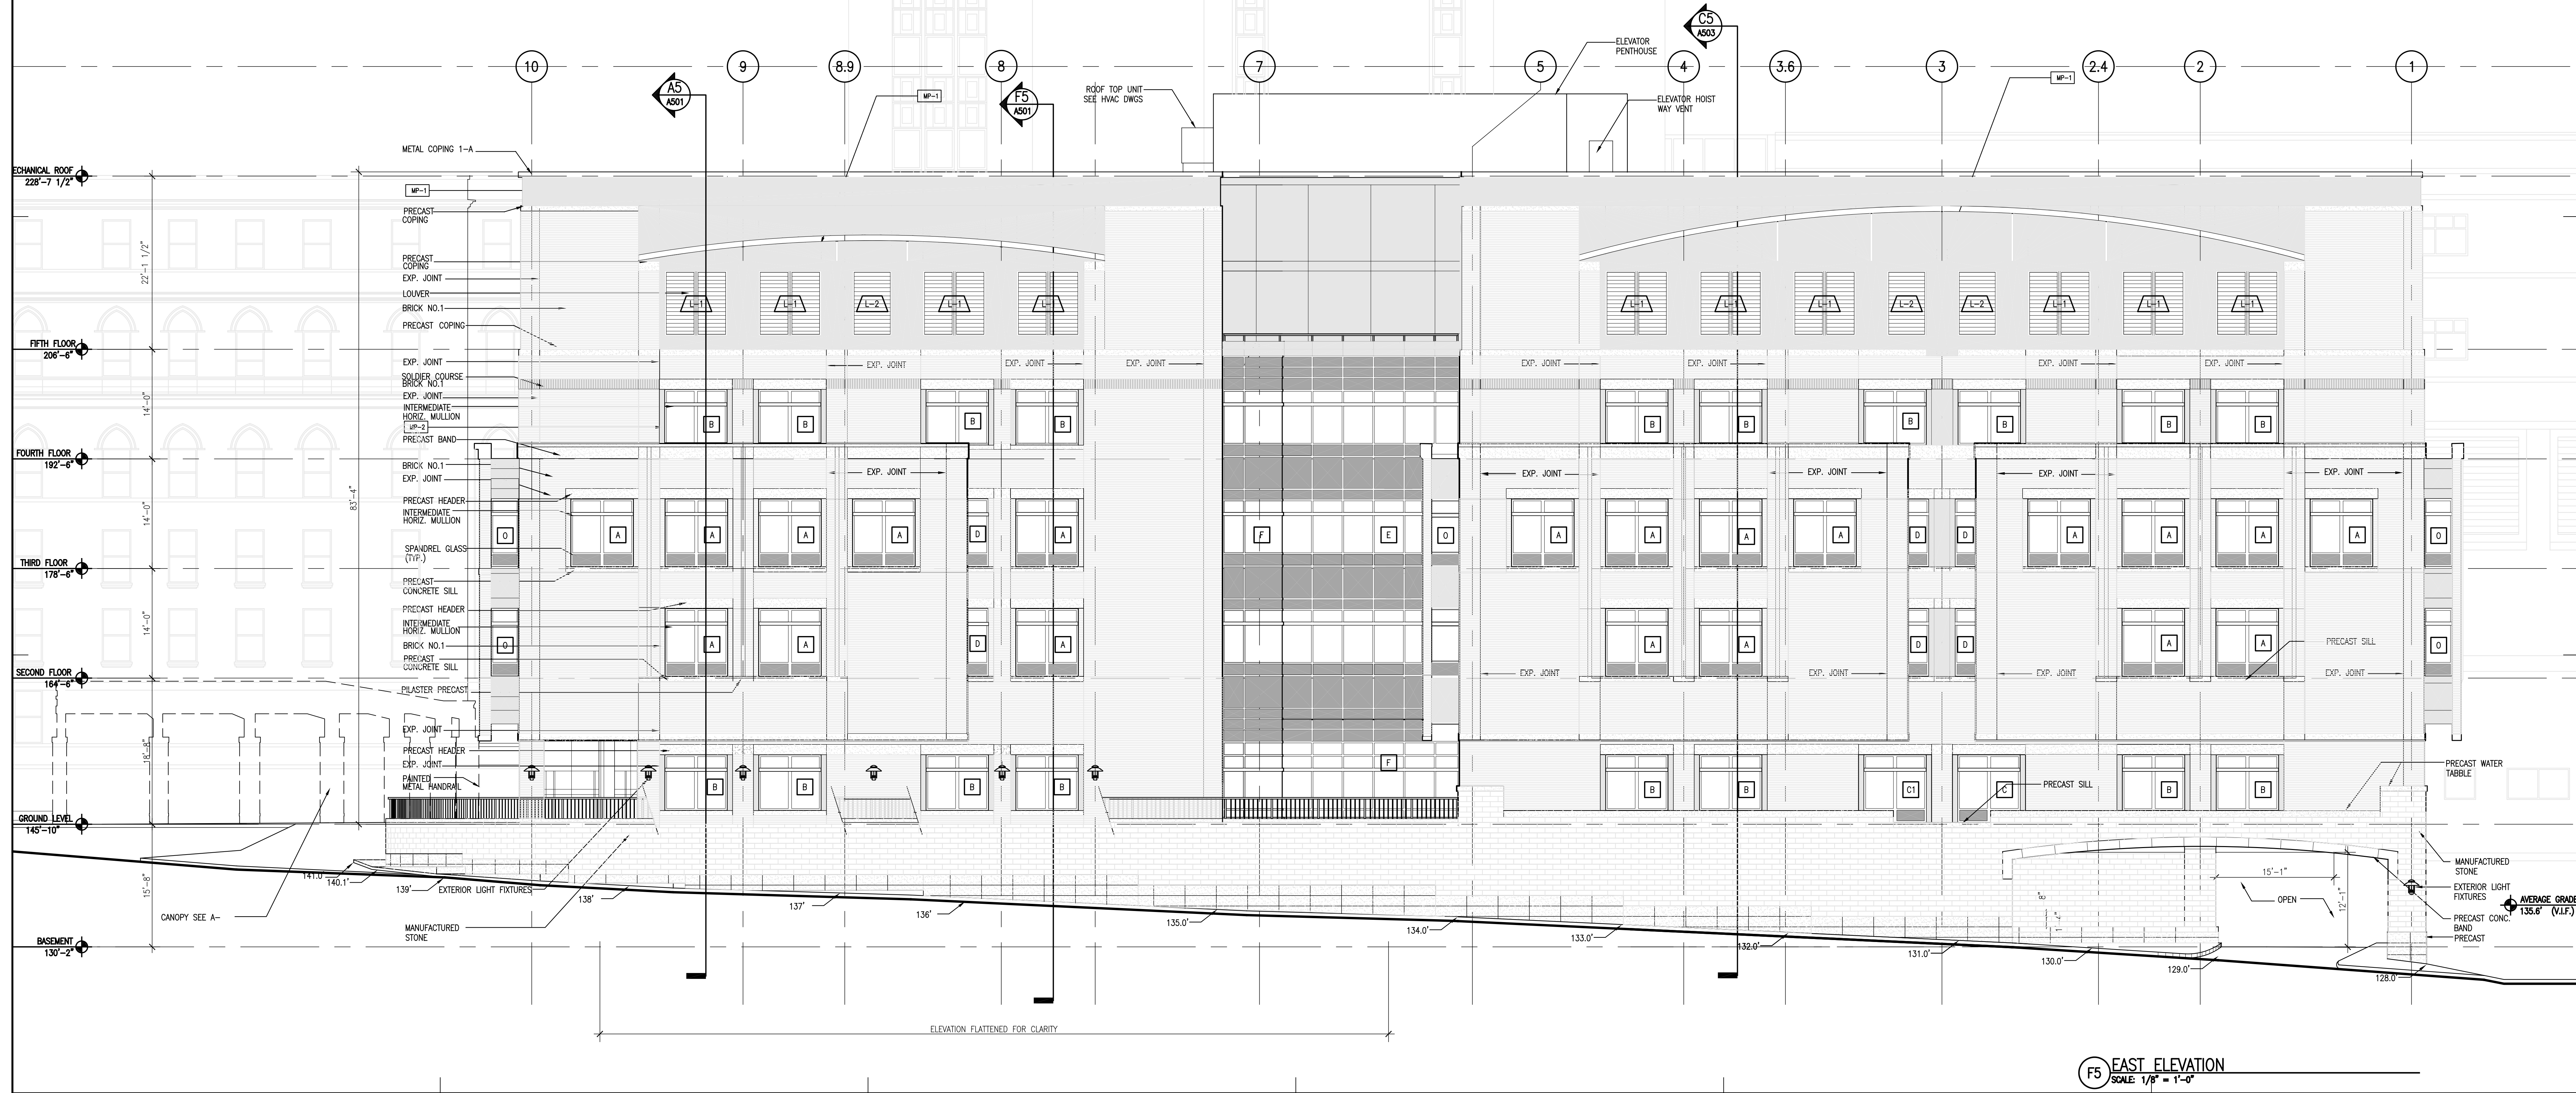 C5
A503
ELEVATOR
PENTHOUSE
10
9
8.9
8
7
5
4
3.6
3
2.4
2
1
A5
A501
MP-1
F5
A501
ROOF TOP UNIT
SEE HVAC DWGS
ELEVATOR HOIST
WAY VENT
MP-1
METAL COPING 1-A
ECHANICAL ROOF
228'-7 1/2"
MP-1
PRECAST
COPING
22'-1 1/2"
PRECAST
COPING
EXP. JOINT
LOUVER
BRICK NO.1
PRECAST COPING
L-1
L-1
L-2
L-1
L-1
L-1
L-1
L-1
L-2
L-2
L-1
L-1
L-1
FIFTH FLOOR
206'-6"
EXP. JOINT
SOLDIER COURSE
BRICK NO.1
EXP. JOINT
INTERMEDIATE
HORIZ. MULLION
MP-2
PRECAST BAND
EXP. JOINT
EXP. JOINT
EXP. JOINT
EXP. JOINT
EXP. JOINT
EXP. JOINT
EXP. JOINT
14'-0"
B
B
B
B
B
B
B
B
B
B
FOURTH FLOOR
192'-6"
83'-4"
BRICK NO.1
EXP. JOINT
PRECAST HEADER
INTERMEDIATE
HORIZ. MULLION
SPANDREL GLASS
(TYP.)
EXP. JOINT
EXP. JOINT
EXP. JOINT
EXP. JOINT
EXP. JOINT
14'-0"
O
A
A
A
A
D
A
F
E
O
A
A
A
A
D
D
A
A
A
A
O
THIRD FLOOR
178'-6"
PRECAST
CONCRETE SILL
PRECAST HEADER
INTERMEDIATE
HORIZ. MULLION
BRICK NO.1
PRECAST
CONCRETE SILL
14'-0"
O
A
A
D
A
A
A
D
D
A
A
O
PRECAST SILL
SECOND FLOOR
164'-6"
EXP. JOINT
EXP. JOINT
EXP. JOINT
EXP. JOINT
PILASTER PRECAST
EXP. JOINT
PRECAST HEADER
EXP. JOINT
PAINTED
METAL HANDRAIL
18'-8"
B
B
B
B
F
B
B
C1
C
B
B
PRECAST SILL
PRECAST WATER
TABBLE
GROUND LEVEL
145'-10"
15'-8"
141.0'
140.1'
139'
EXTERIOR LIGHT FIXTURES
138'
137'
136'
135.0'
134.0'
133.0'
132.0'
131.0'
130.0'
129.0'
128.0'
CANOPY SEE A-
MANUFACTURED
STONE
15'-1"
12'-1"
OPEN
8"
1'-4"
MANUFACTURED
STONE
EXTERIOR LIGHT
FIXTURES
PRECAST CONC.
BAND
PRECAST
AVERAGE GRADE
135.6' (V.I.F.)
BASEMENT
130'-2"
ELEVATION FLATTENED FOR CLARITY
F5
EAST ELEVATION
SCALE: 1/8" = 1'-0"